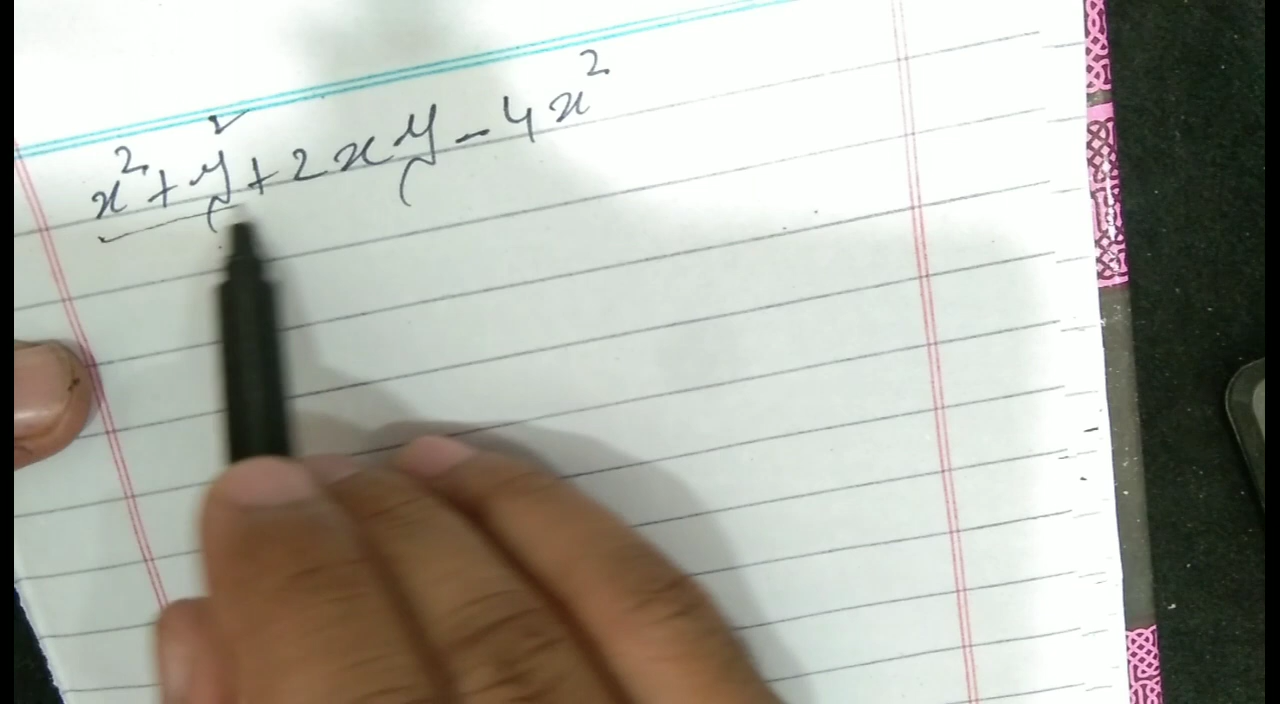 x² + y² + 2xy - 4x²